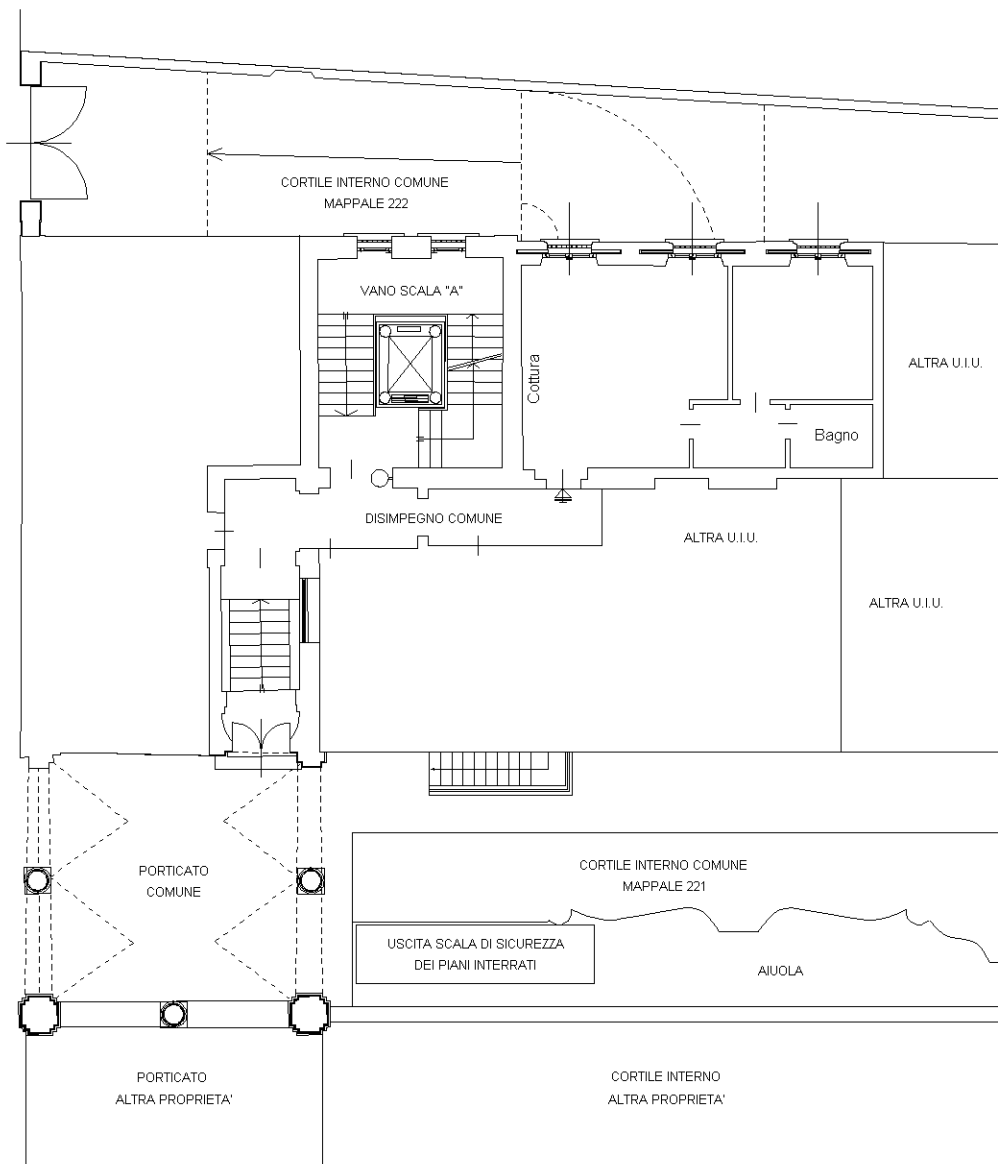 CORTILE INTERNO COMUNE
MAPPALE 222
VANO SCALA "A"
ALTRA U.I.U.
Cottura
Bagno
DISIMPEGNO COMUNE
ALTRA U.I.U.
ALTRA U.I.U.
PORTICATO
COMUNE
CORTILE INTERNO COMUNE
MAPPALE 221
USCITA SCALA DI SICUREZZA
DEI PIANI INTERRATI
AIUOLA
PORTICATO
ALTRA PROPRIETA'
CORTILE INTERNO
ALTRA PROPRIETA'